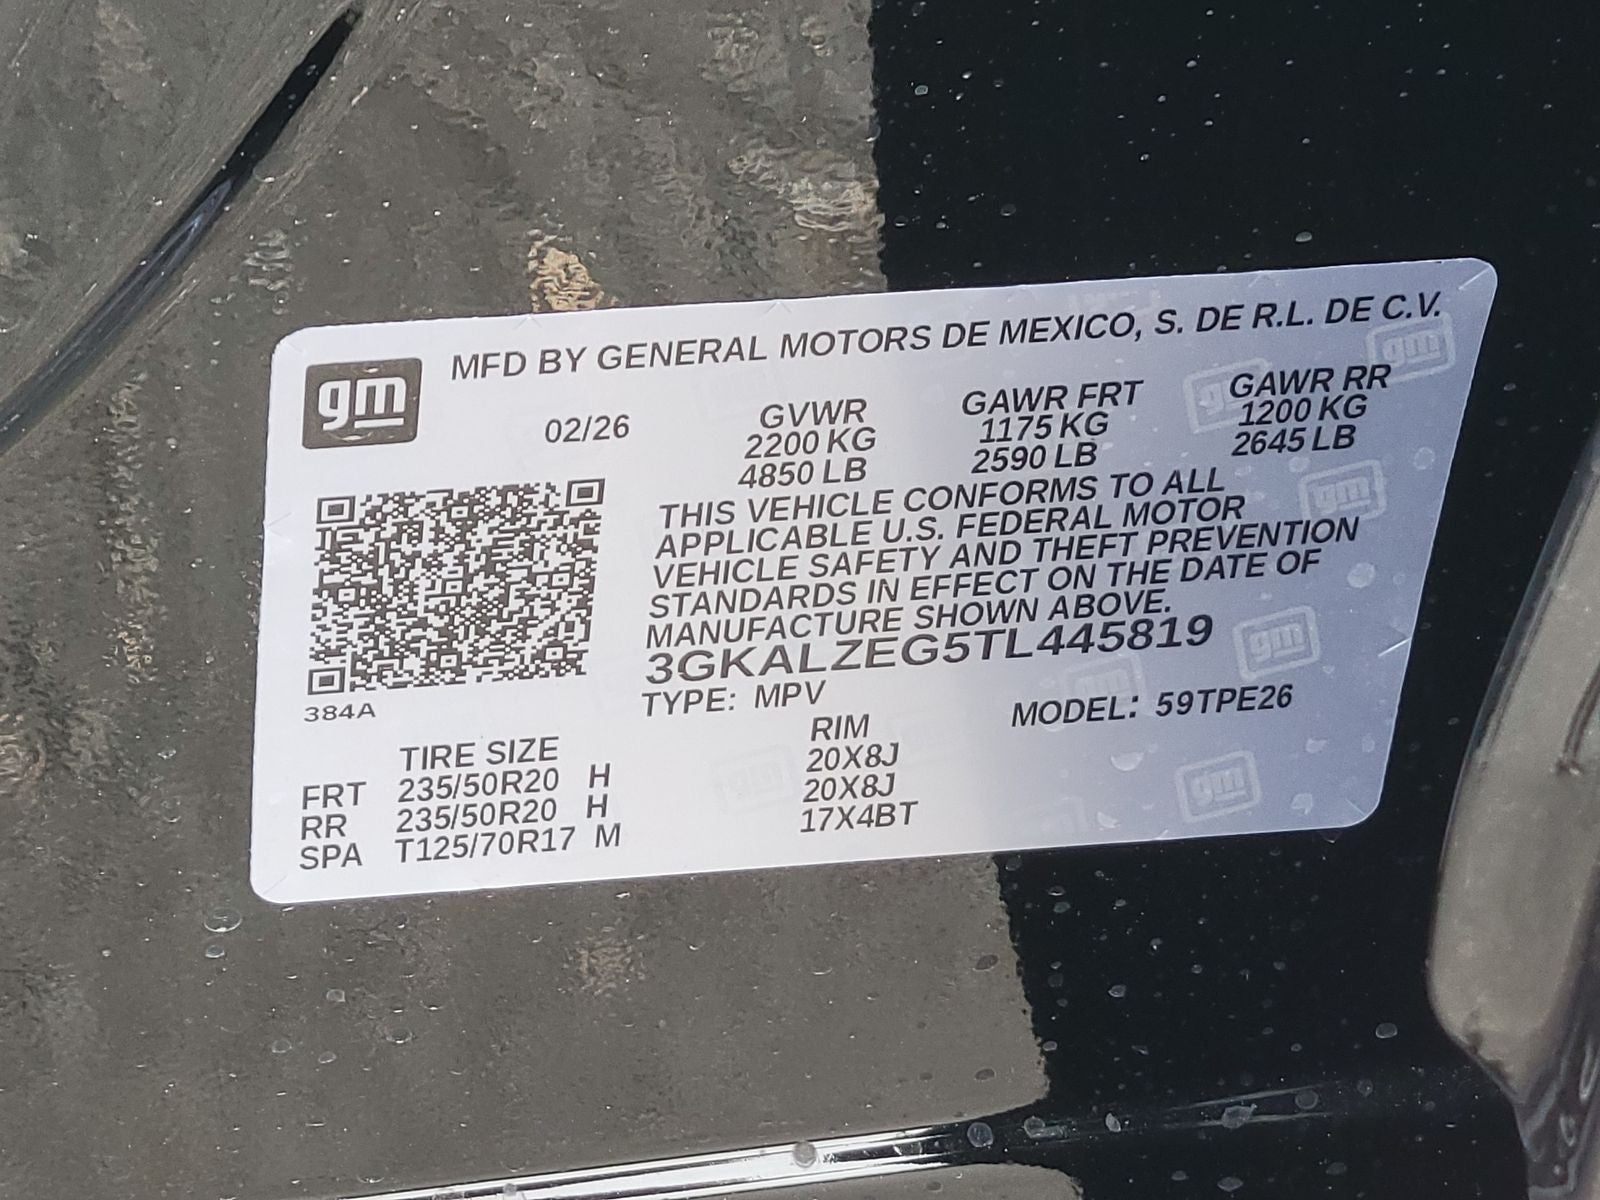 gm
MFD BY GENERAL MOTORS DE MEXICO, S. DE R.L. DE C.V.
02/26
GVWR GAWR FRT GAWR RR
2200 KG 1175 KG 1200 KG
4850 LB 2590 LB 2645 LB
THIS VEHICLE CONFORMS TO ALL
APPLICABLE U.S. FEDERAL MOTOR
VEHICLE SAFETY AND THEFT PREVENTION
STANDARDS IN EFFECT ON THE DATE OF
MANUFACTURE SHOWN ABOVE.
3GKALZEG5TL445819
TYPE: MPV MODEL: 59TPE26
384A
TIRE SIZE RIM
FRT 235/50R20 H 20X8J
RR 235/50R20 H 20X8J
SPA T125/70R17 M 17X4BT